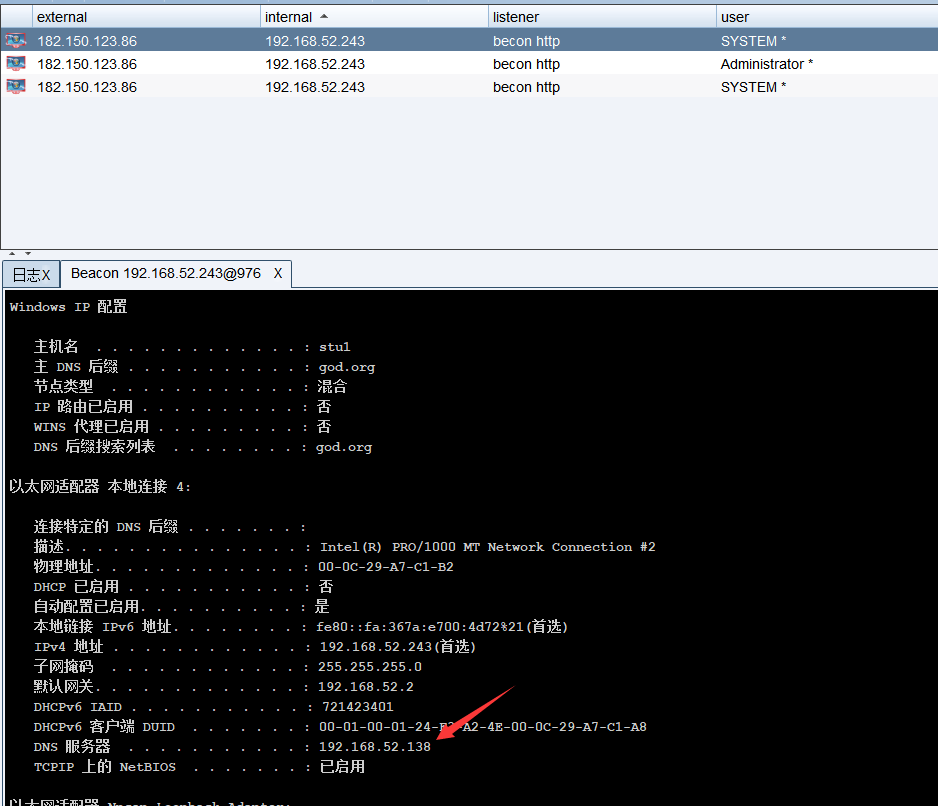 external internal listener user
182.150.123.86 192.168.52.243 becon http SYSTEM *
182.150.123.86 192.168.52.243 becon http Administrator *
182.150.123.86 192.168.52.243 becon http SYSTEM *
日志X Beacon 192.168.52.243@976 X
Windows IP 配置
主机名 . . . . . . . . . . . . . : stu1
主 DNS 后缀 . . . . . . . . . . . : god.org
节点类型 . . . . . . . . . . . . : 混合
IP 路由已启用 . . . . . . . . . . : 否
WINS 代理已启用 . . . . . . . . . : 否
DNS 后缀搜索列表 . . . . . . . . : god.org
以太网适配器 本地连接 4:
连接特定的 DNS 后缀 . . . . . . . :
描述. . . . . . . . . . . . . . . : Intel(R) PRO/1000 MT Network Connection #2
物理地址. . . . . . . . . . . . . : 00-0C-29-A7-C1-B2
DHCP 已启用 . . . . . . . . . . . : 否
自动配置已启用. . . . . . . . . . : 是
本地链接 IPv6 地址. . . . . . . . : fe80::fa:367a:e700:4d72%21(首选)
IPv4 地址 . . . . . . . . . . . . : 192.168.52.243(首选)
子网掩码 . . . . . . . . . . . . : 255.255.255.0
默认网关. . . . . . . . . . . . . : 192.168.52.2
DHCPv6 IAID . . . . . . . . . . . : 721423401
DHCPv6 客户端 DUID . . . . . . . : 00-01-00-01-24-F3-A2-4E-00-0C-29-A7-C1-A8
DNS 服务器 . . . . . . . . . . . : 192.168.52.138
TCPIP 上的 NetBIOS . . . . . . . : 已启用
以太网适配器 Npcap Loopback Adapter: